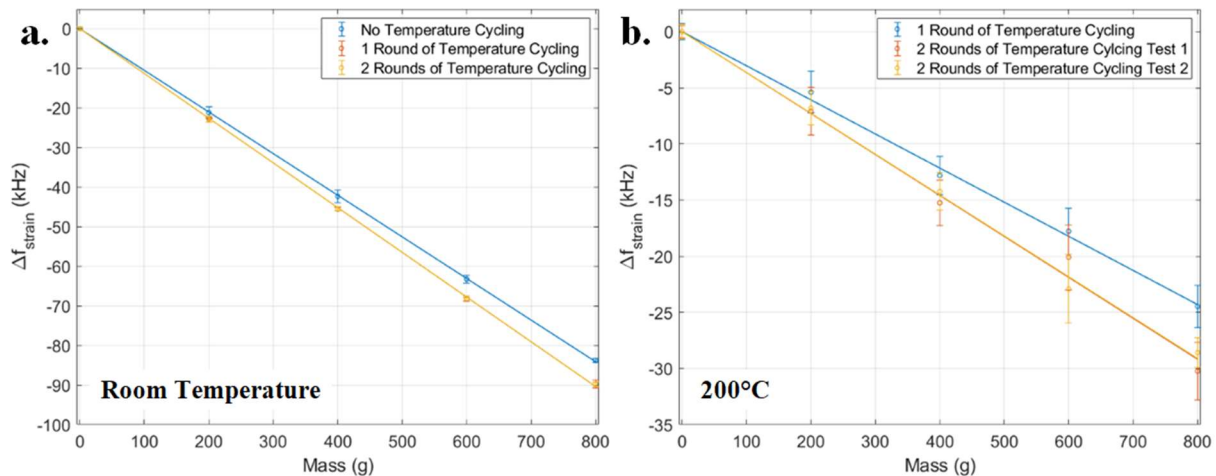 a.
No Temperature Cycling
1 Round of Temperature Cycling
2 Rounds of Temperature Cycling
0
-10
-20
-30
-40
-50
-60
-70
-80
-90
-100
Δf_strain (kHz)
Room Temperature
0 100 200 300 400 500 600 700 800
Mass (g)
b.
1 Round of Temperature Cycling
2 Rounds of Temperature Cylcing Test 1
2 Rounds of Temperature Cycling Test 2
0
-5
-10
-15
-20
-25
-30
-35
Δf_strain (kHz)
200°C
0 100 200 300 400 500 600 700 800
Mass (g)